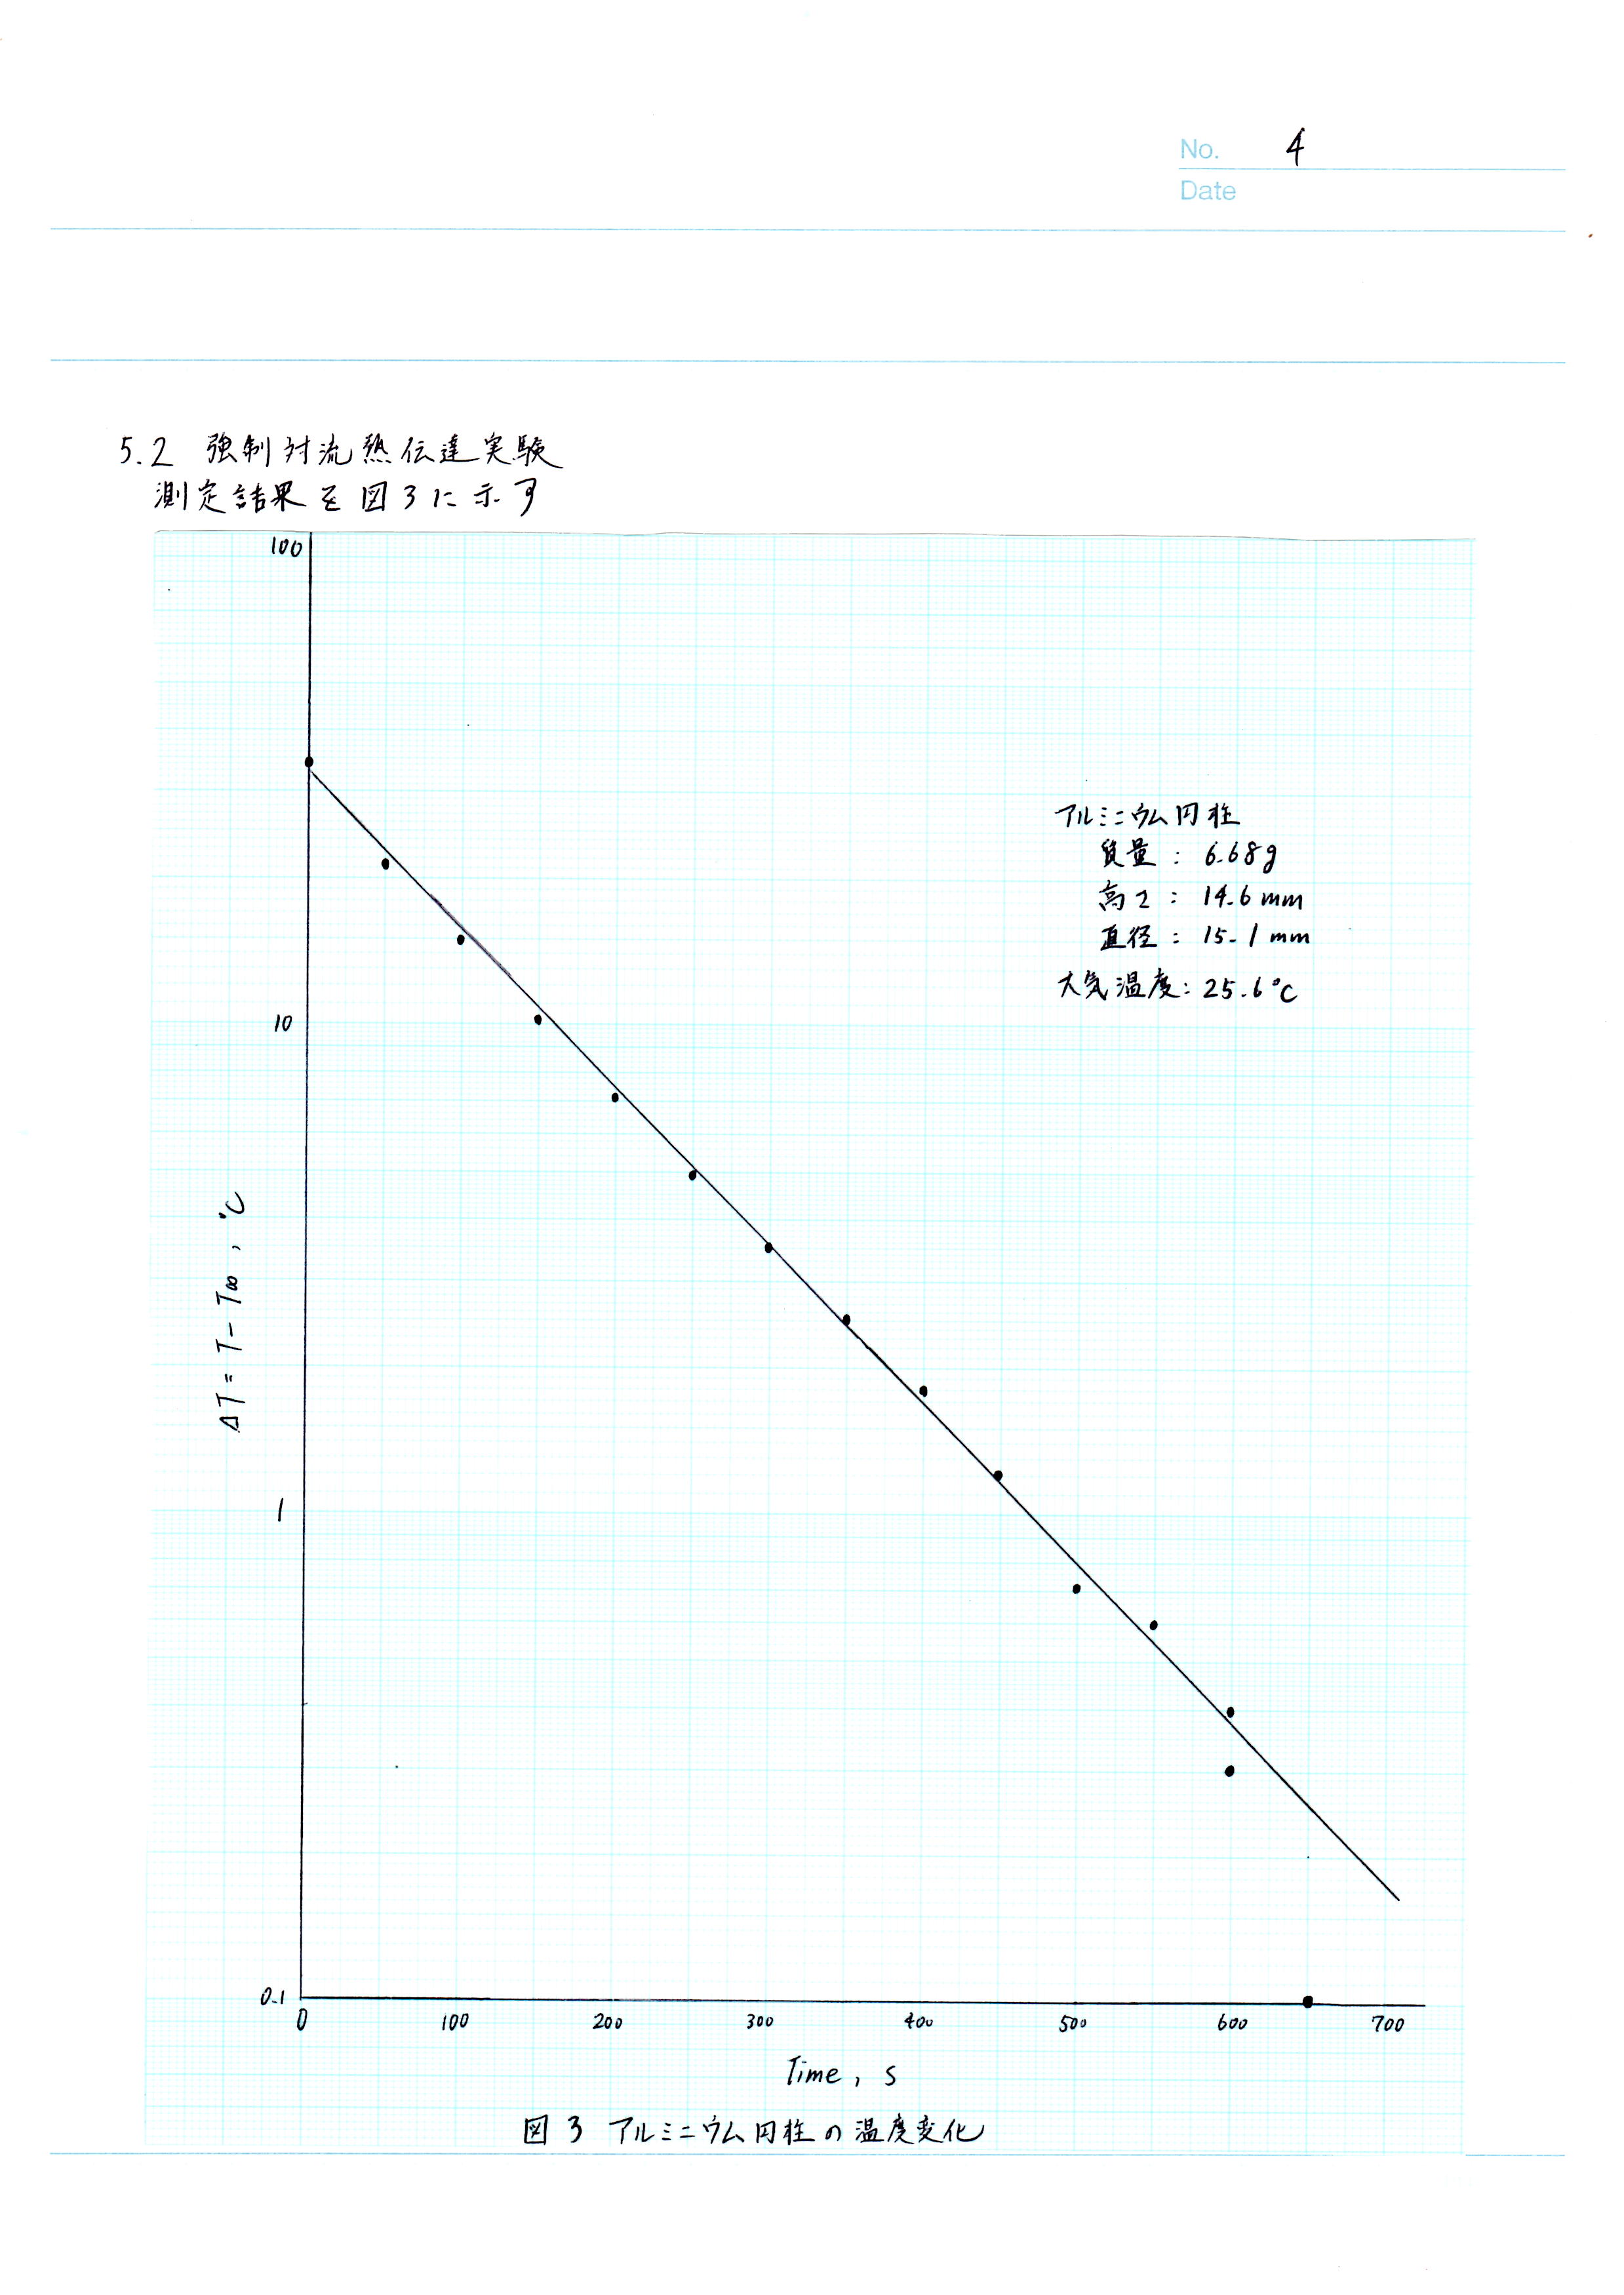 No. 4
Date
5.2 強制対流熱伝達実験
測定結果を図3に示す
100
10
1
0.1
ΔT = T - T∞, ℃
アルミニウム円柱
質量 : 6.68g
高さ : 14.6 mm
直径 : 15.1 mm
大気温度 : 25.6℃
0 100 200 300 400 500 600 700
Time, s
図3 アルミニウム円柱の温度変化